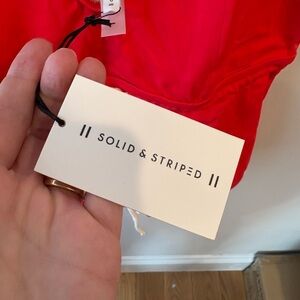 || SOLID & STRIPED ||